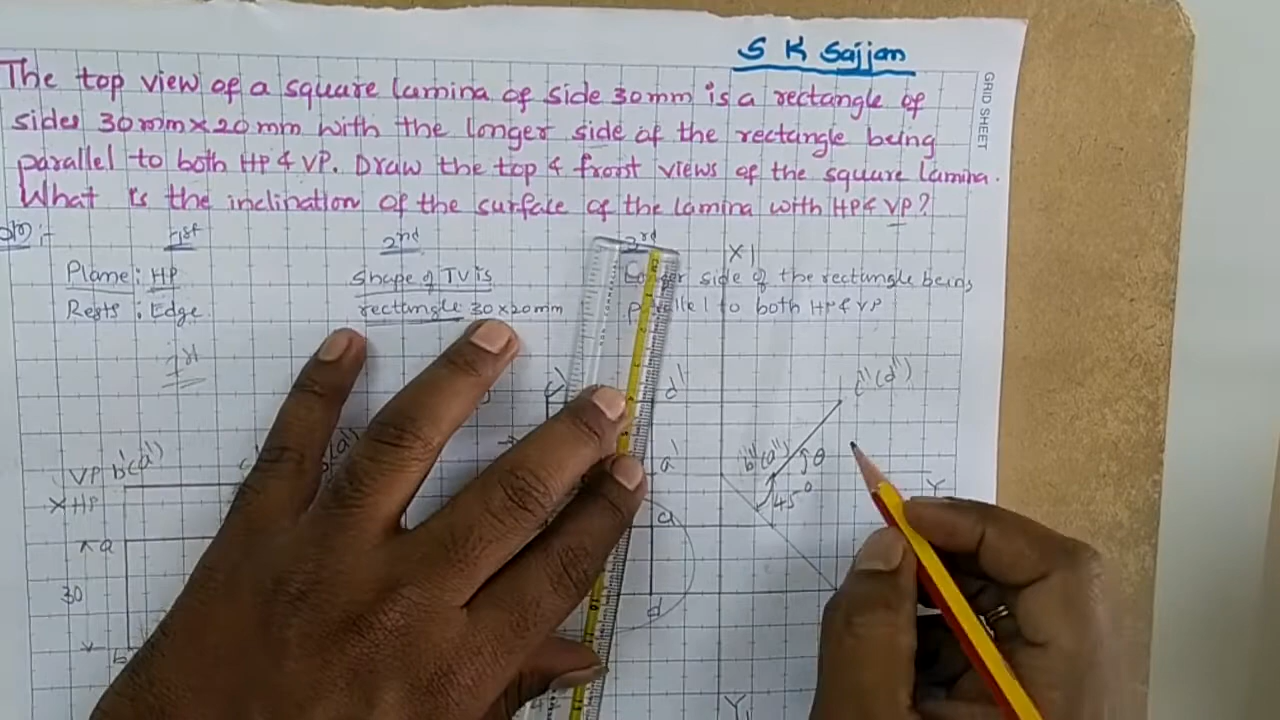 S K Sajjan
GRID SHEET
The top view of a square lamina of side 30mm is a rectangle of
sides 30mm×20mm with the longer side of the rectangle being
parallel to both HP & VP. Draw the top & front views of the square lamina.
What is the inclination of the surface of the lamina with HP & VP?
1st 2nd 3rd X1
Plane: HP Shape of TV is side of the rectangle being
Rests: Edge rectangle 30×20mm to both HP & VP
c' d' c"(d")
VP b'(a') a' b"(a") θ
X HP 45° Y
a a
30 d
b
Y1